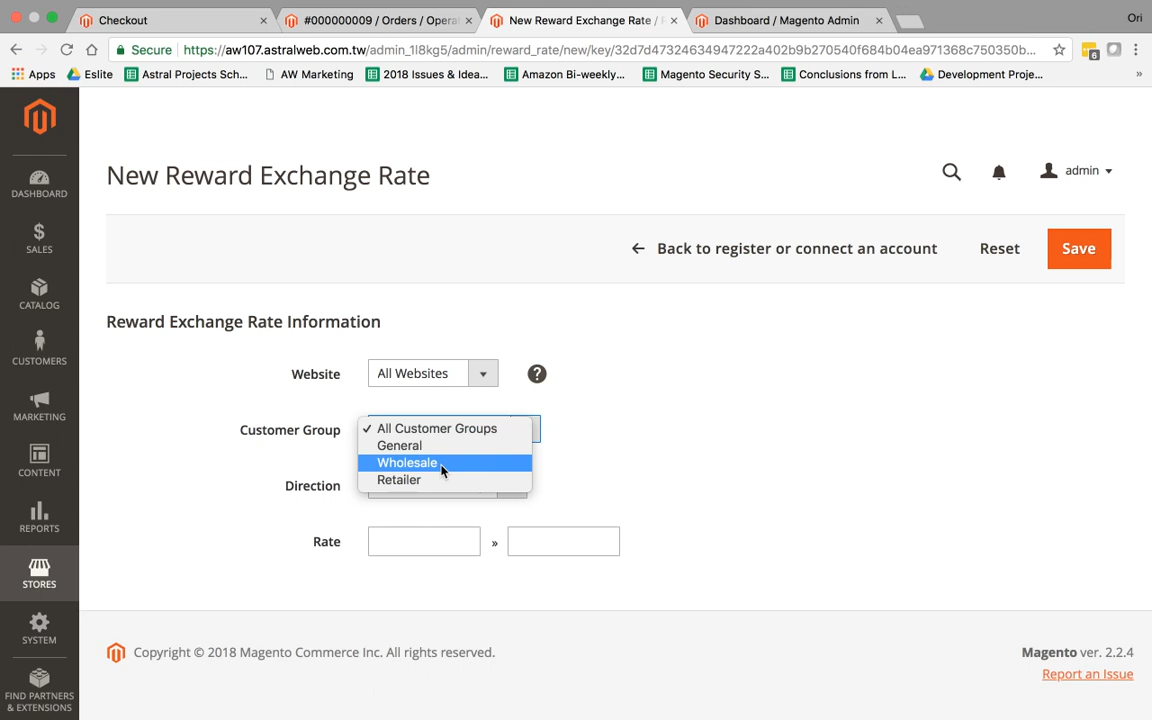 Checkout
#000000009 / Orders / Opera
New Reward Exchange Rate / R
Dashboard / Magento Admin
Ori
Secure
https://aw107.astralweb.com.tw/admin_1l8kg5/admin/reward_rate/new/key/32d7d47324634947222a402b9b270540f684b04ea971368c750350b...
6
Apps
Eslite
Astral Projects Sch...
AW Marketing
2018 Issues & Idea...
Amazon Bi-weekly...
Magento Security S...
Conclusions from L...
Development Proje...
»
DASHBOARD
SALES
CATALOG
CUSTOMERS
MARKETING
CONTENT
REPORTS
STORES
SYSTEM
FIND PARTNERS
& EXTENSIONS
New Reward Exchange Rate
admin
← Back to register or connect an account
Reset
Save
Reward Exchange Rate Information
Website
All Websites
?
Customer Group
✓ All Customer Groups
General
Wholesale
Retailer
Direction
Rate
»
Copyright © 2018 Magento Commerce Inc. All rights reserved.
Magento ver. 2.2.4
Report an Issue